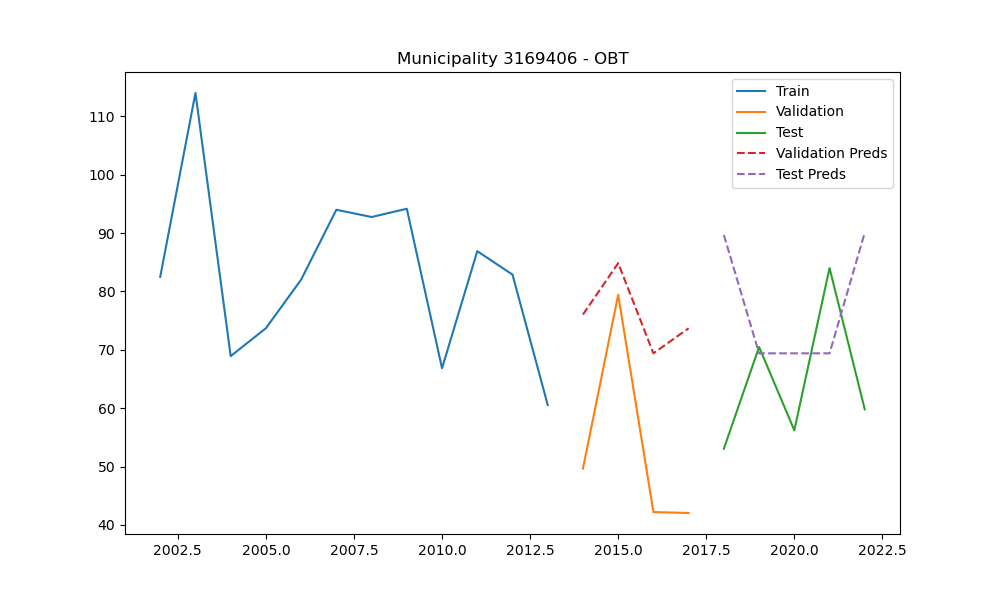 Municipality 3169406 - OBT
Train
Validation
Test
Validation Preds
Test Preds
110
100
90
80
70
60
50
40
2002.5 2005.0 2007.5 2010.0 2012.5 2015.0 2017.5 2020.0 2022.5